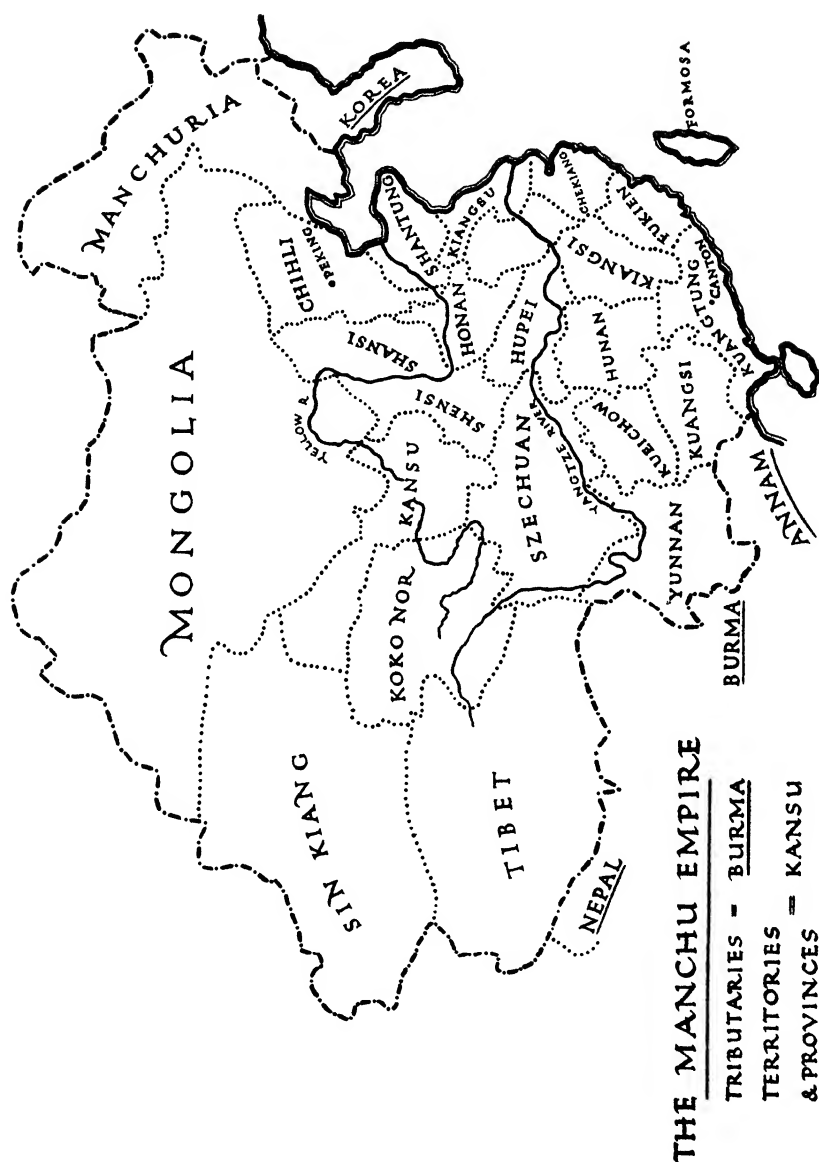 MANCHURIA
MONGOLIA
KOREA
CHIHLI
PEKING
SHANTUNG
SHANSI
YELLOW R.
KIANGSU
HONAN
SHENSI
KANSU
SIN KIANG
KOKO NOR
HUPEI
SZECHUAN
YANGTZE RIVER
CHEKIANG
FORMOSA
KIANGSI
FUKIEN
HUNAN
KUEICHOW
TIBET
KUANGTUNG
CANTON
KUANGSI
YUNNAN
NEPAL
BURMA
ANNAM
THE MANCHU EMPIRE
TRIBUTARIES = BURMA
TERRITORIES
& PROVINCES = KANSU